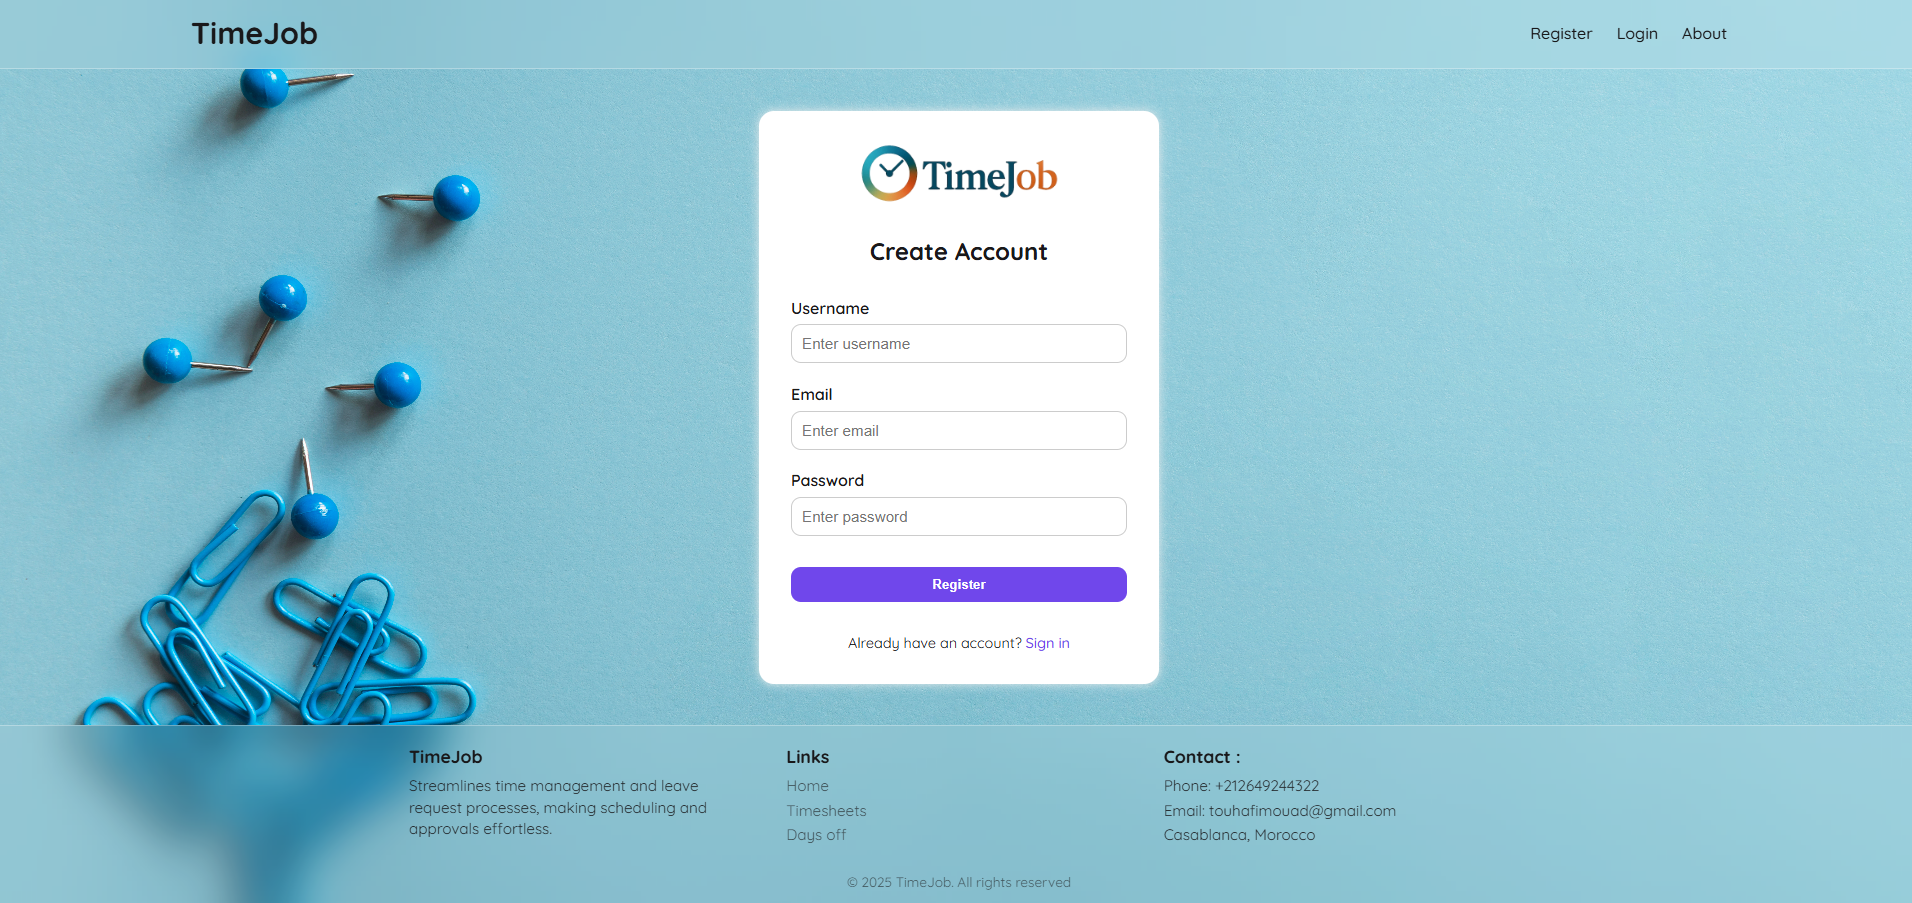 TimeJob
Register Login About
TimeJob
Create Account
Username
Enter username
Email
Enter email
Password
Enter password
Register
Already have an account? Sign in
TimeJob
Streamlines time management and leave
request processes, making scheduling and
approvals effortless.
Links
Home
Timesheets
Days off
Contact :
Phone: +212649244322
Email: touhafimouad@gmail.com
Casablanca, Morocco
© 2025 TimeJob. All rights reserved